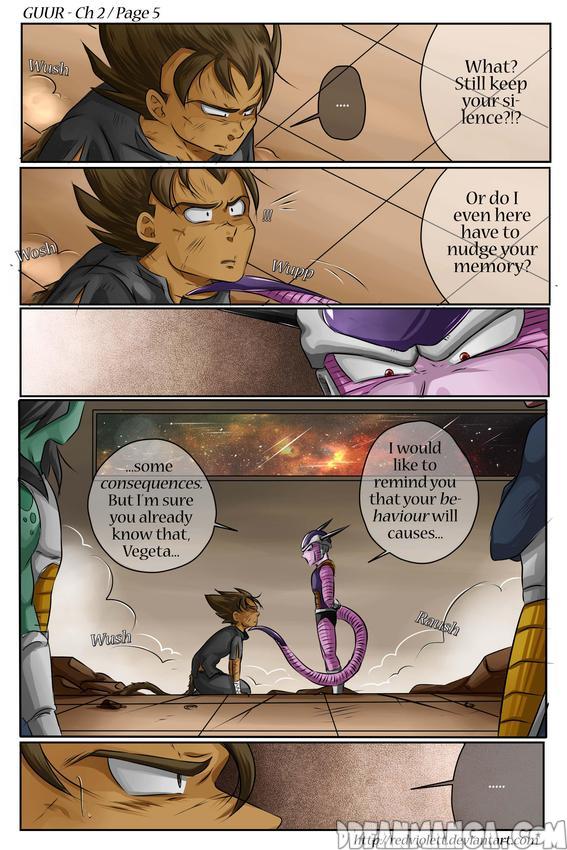 GUUR - Ch 2 / Page 5
Wush
....
What?
Still keep
your si-
lence?!?
Wosh
!!!
Wupp
Or do I
even here
have to
nudge your
memory?
I would
like to
remind you
that your be-
haviour will
causes...
...some
consequences.
But I'm sure
you already
know that,
Vegeta...
Wush
Raush
.....
http://redviolett.deviantart.com
DREAMMANGA.COM